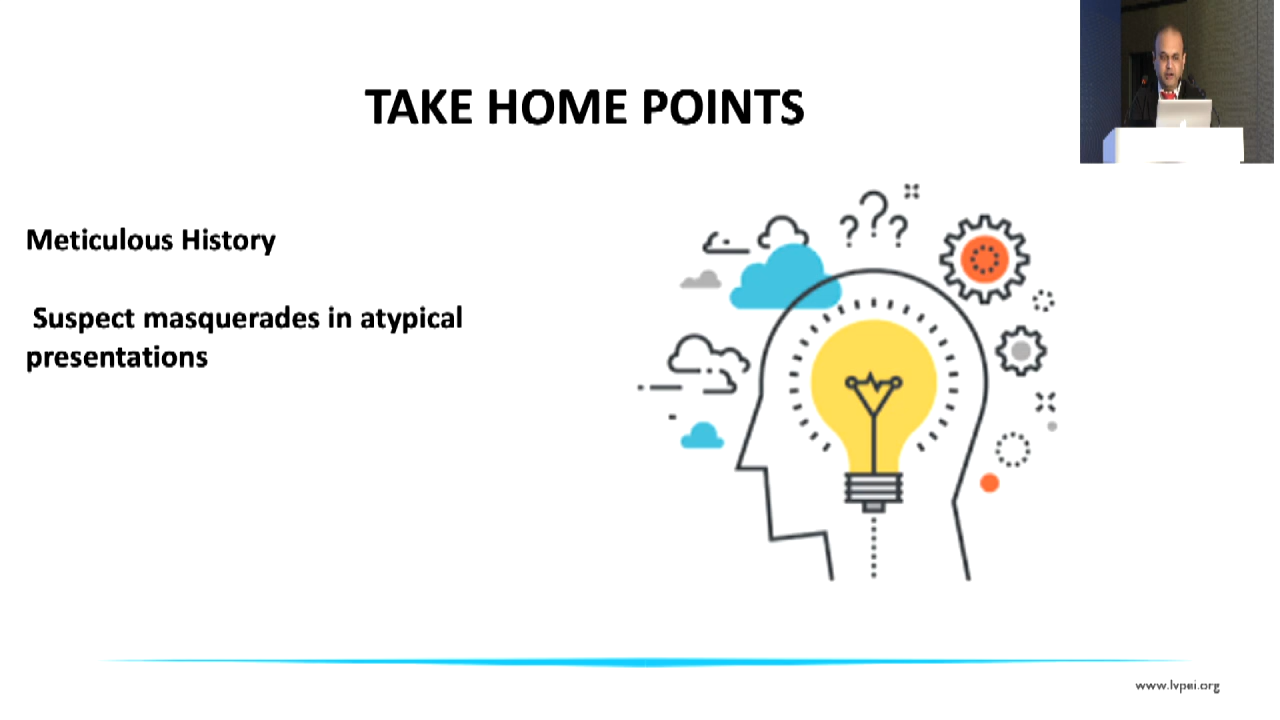 TAKE HOME POINTS
Meticulous History
Suspect masquerades in atypical
presentations
???
www.lvpei.org